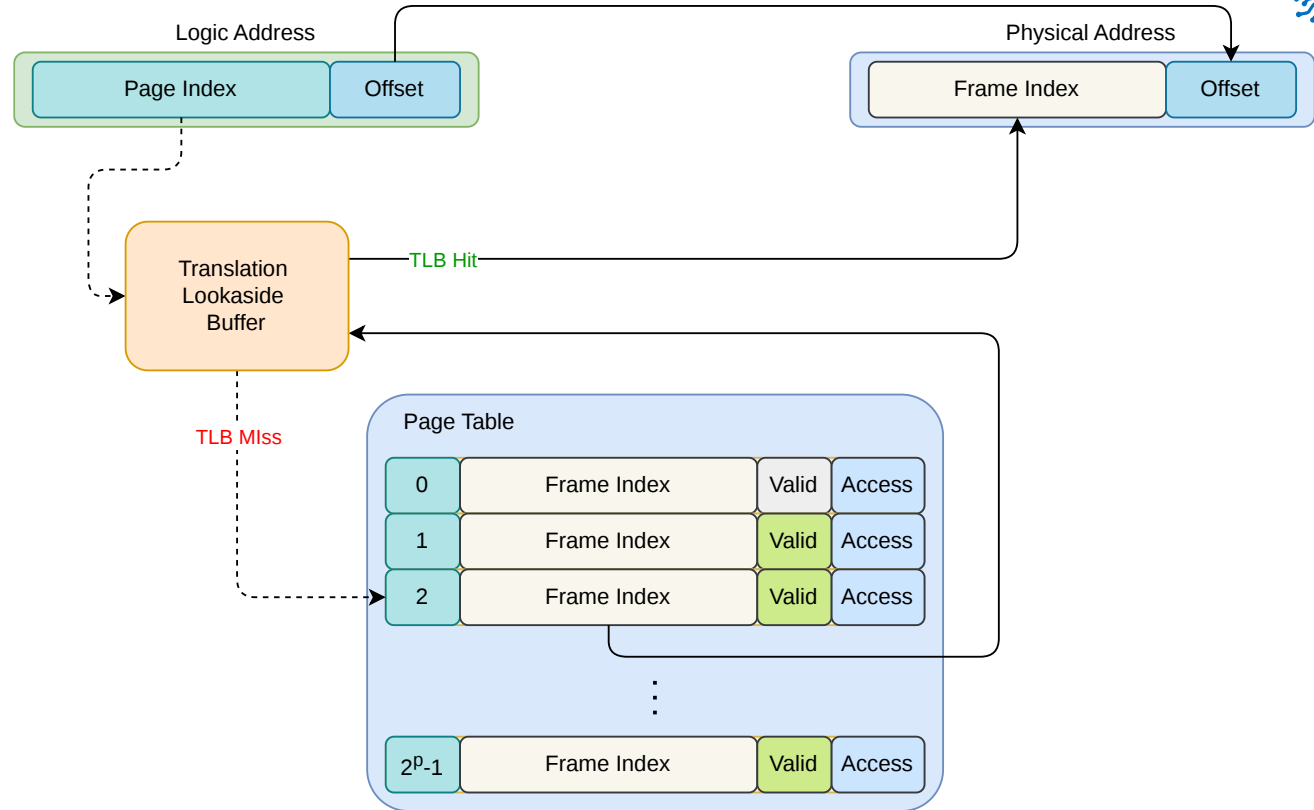 Logic Address
Physical Address
Page Index
Offset
Frame Index
Offset
Translation
Lookaside
Buffer
TLB Hit
TLB MIss
Page Table
0 Frame Index Valid Access
1 Frame Index Valid Access
2 Frame Index Valid Access
⋮
2ᵖ-1 Frame Index Valid Access